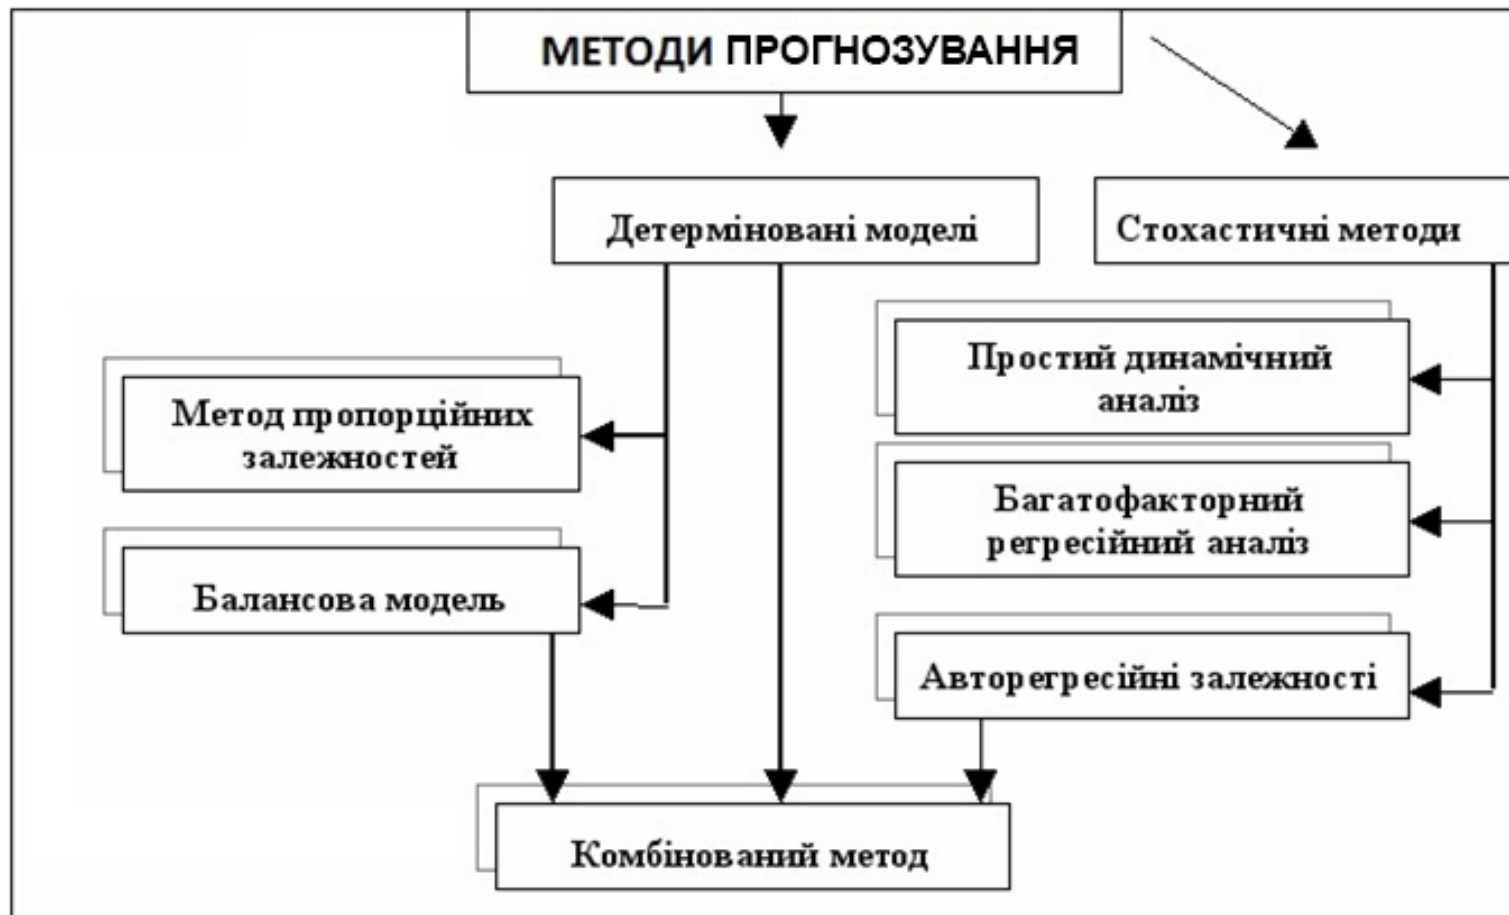 МЕТОДИ ПРОГНОЗУВАННЯ
Детерміновані моделі
Стохастичні методи
Простий динамічний
аналіз
Метод пропорційних
залежностей
Багатофакторний
регресійний аналіз
Балансова модель
Авторегресійні залежності
Комбінований метод